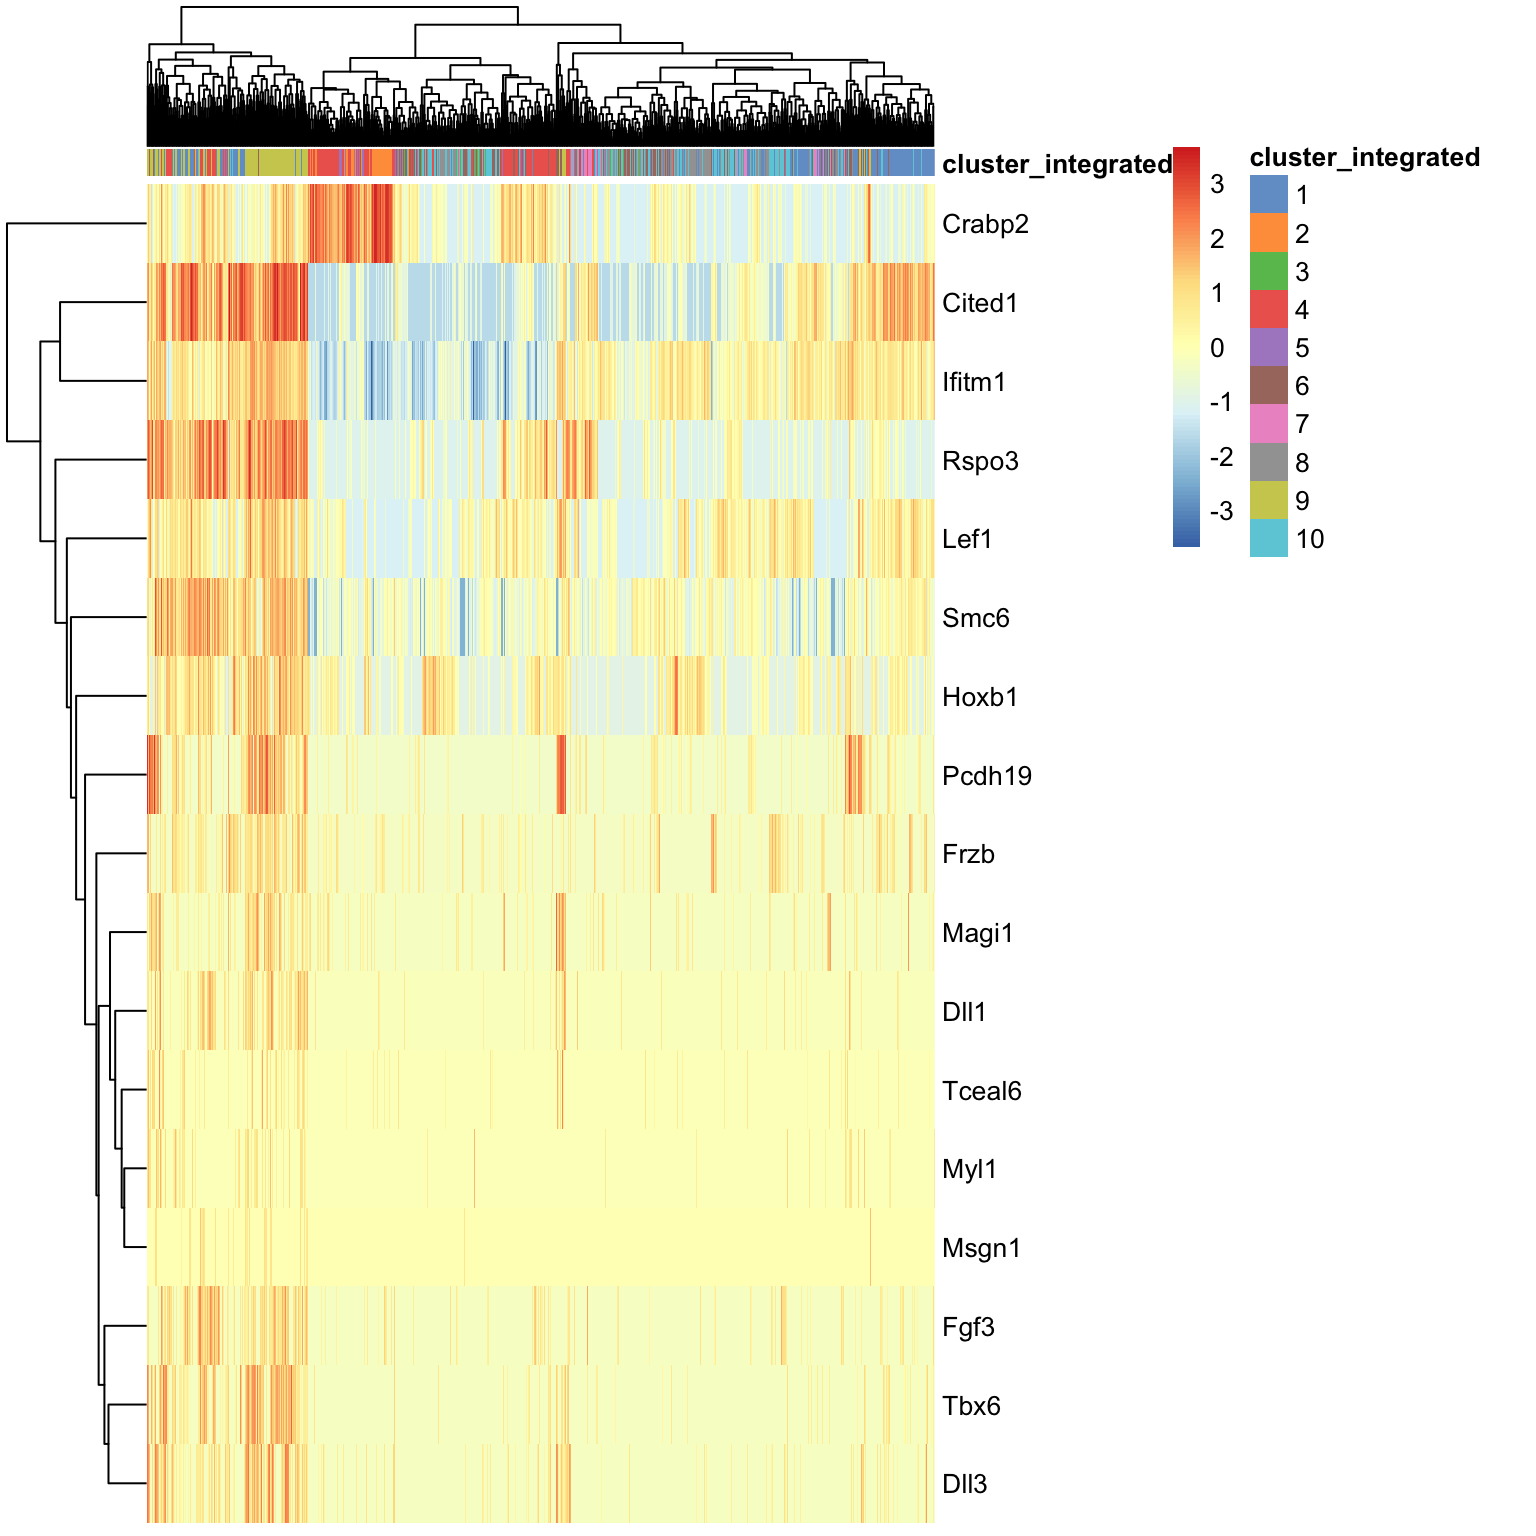 cluster_integrated
Crabp2
Cited1
Ifitm1
Rspo3
Lef1
Smc6
Hoxb1
Pcdh19
Frzb
Magi1
Dll1
Tceal6
Myl1
Msgn1
Fgf3
Tbx6
Dll3
3
2
1
0
-1
-2
-3
cluster_integrated
1
2
3
4
5
6
7
8
9
10